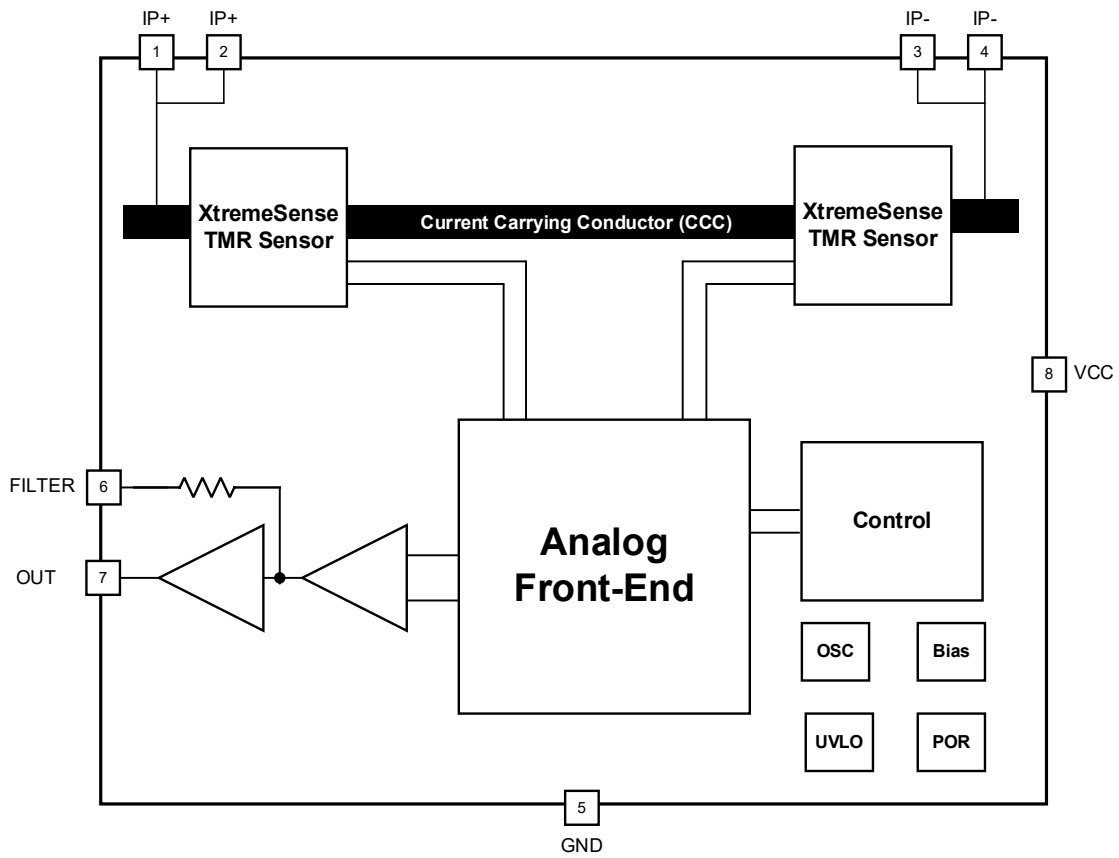 IP+ IP+ IP- IP-
1 2 3 4
XtremeSense
TMR Sensor
Current Carrying Conductor (CCC)
XtremeSense
TMR Sensor
8 VCC
FILTER 6
OUT 7
Analog
Front-End
Control
OSC Bias
UVLO POR
5
GND